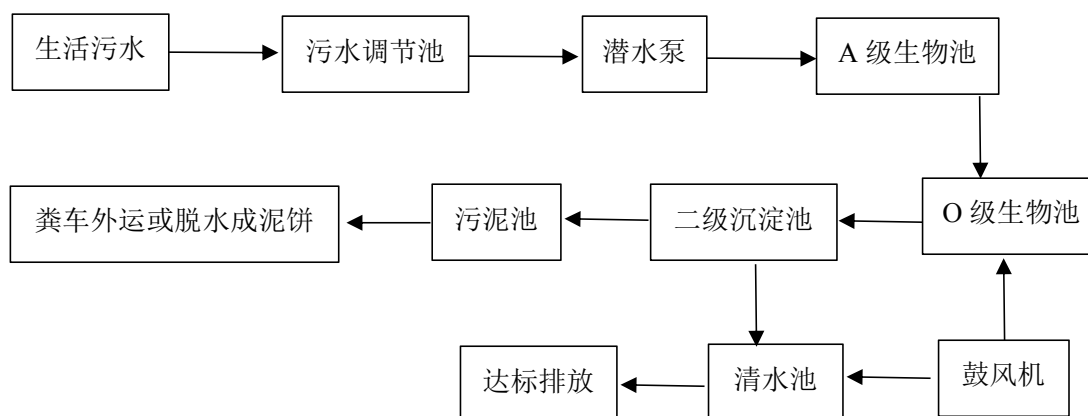 生活污水
污水调节池
潜水泵
A 级生物池
粪车外运或脱水成泥饼
污泥池
二级沉淀池
O 级生物池
达标排放
清水池
鼓风机